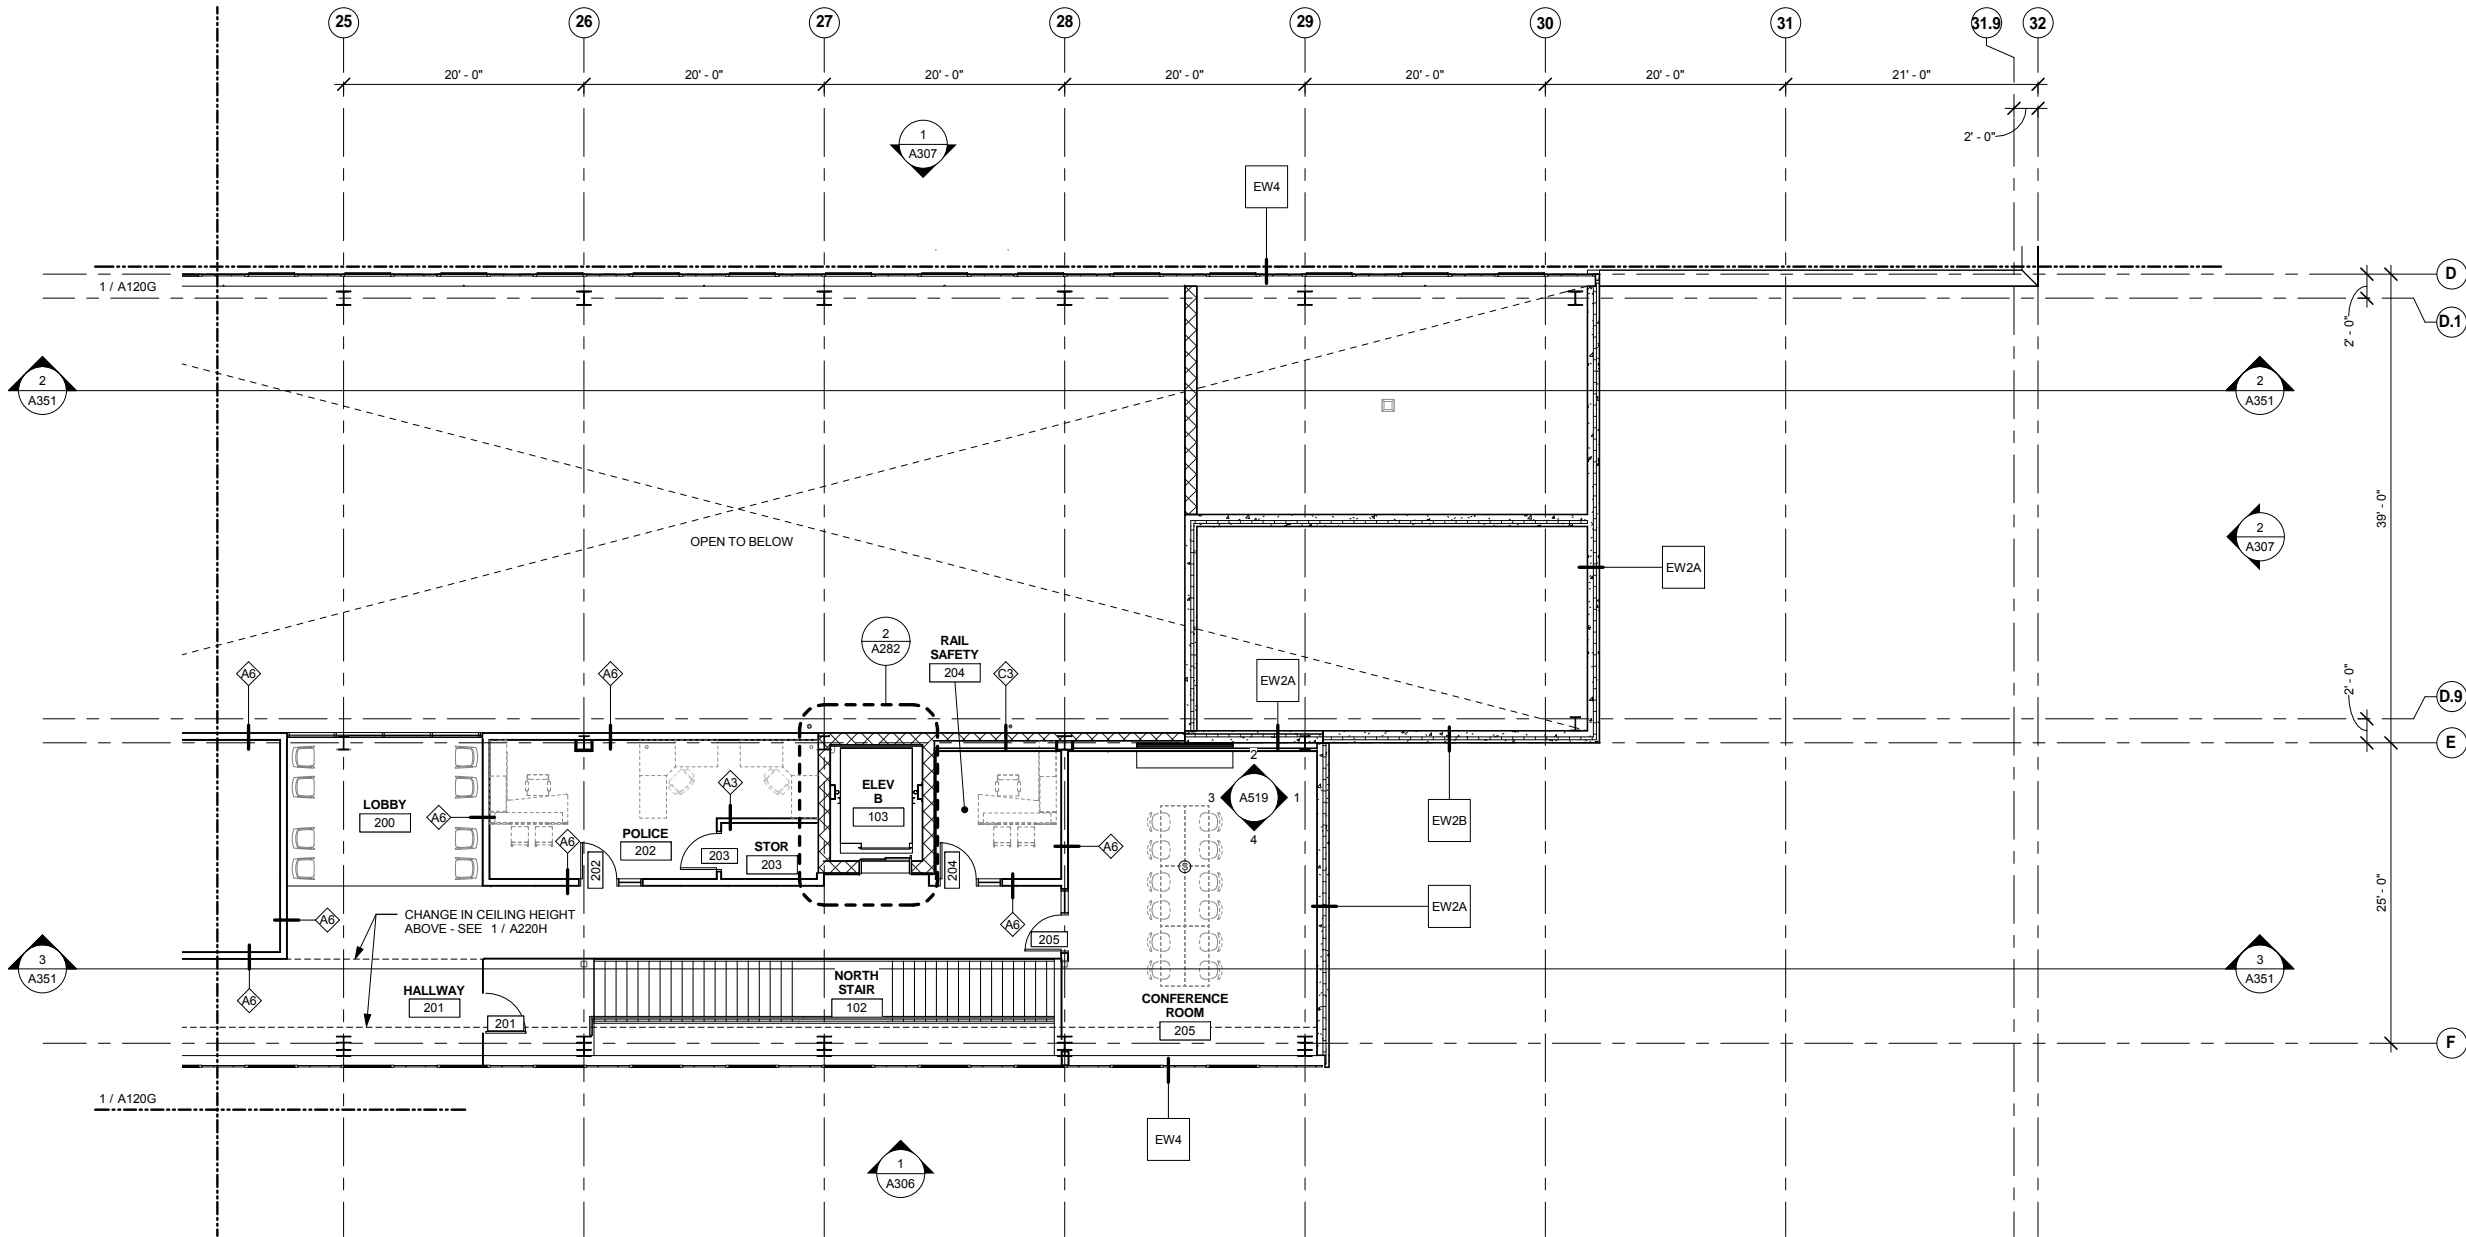 25
26
27
28
29
30
31
31.9
32
20' - 0"
20' - 0"
20' - 0"
20' - 0"
20' - 0"
20' - 0"
21' - 0"
2' - 0"
1
A307
EW4
1 / A120G
D
D.1
2' - 0"
2
A351
2
A351
39' - 0"
OPEN TO BELOW
2
A307
EW2A
2
A282
RAIL
SAFETY
204
A6
A6
C3
EW2A
2' - 0"
D.9
E
LOBBY
200
A6
A3
ELEV
B
103
2
3
A519
1
4
POLICE
202
A6
203
STOR
203
202
204
A6
EW2B
A6
CHANGE IN CEILING HEIGHT
ABOVE - SEE 1 / A220H
A6
205
EW2A
25' - 0"
3
A351
A6
HALLWAY
201
201
NORTH
STAIR
102
CONFERENCE
ROOM
205
S
3
A351
F
1 / A120G
EW4
1
A306